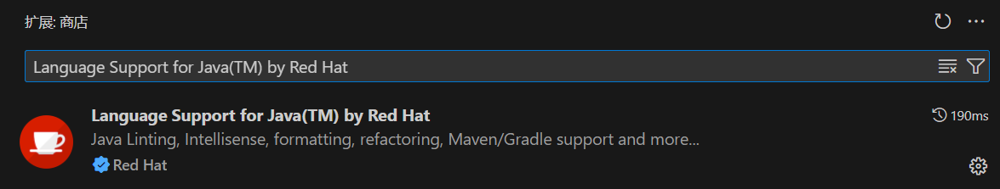 扩展: 商店
Language Support for Java(TM) by Red Hat
Language Support for Java(TM) by Red Hat 190ms
Java Linting, Intellisense, formatting, refactoring, Maven/Gradle support and more...
Red Hat